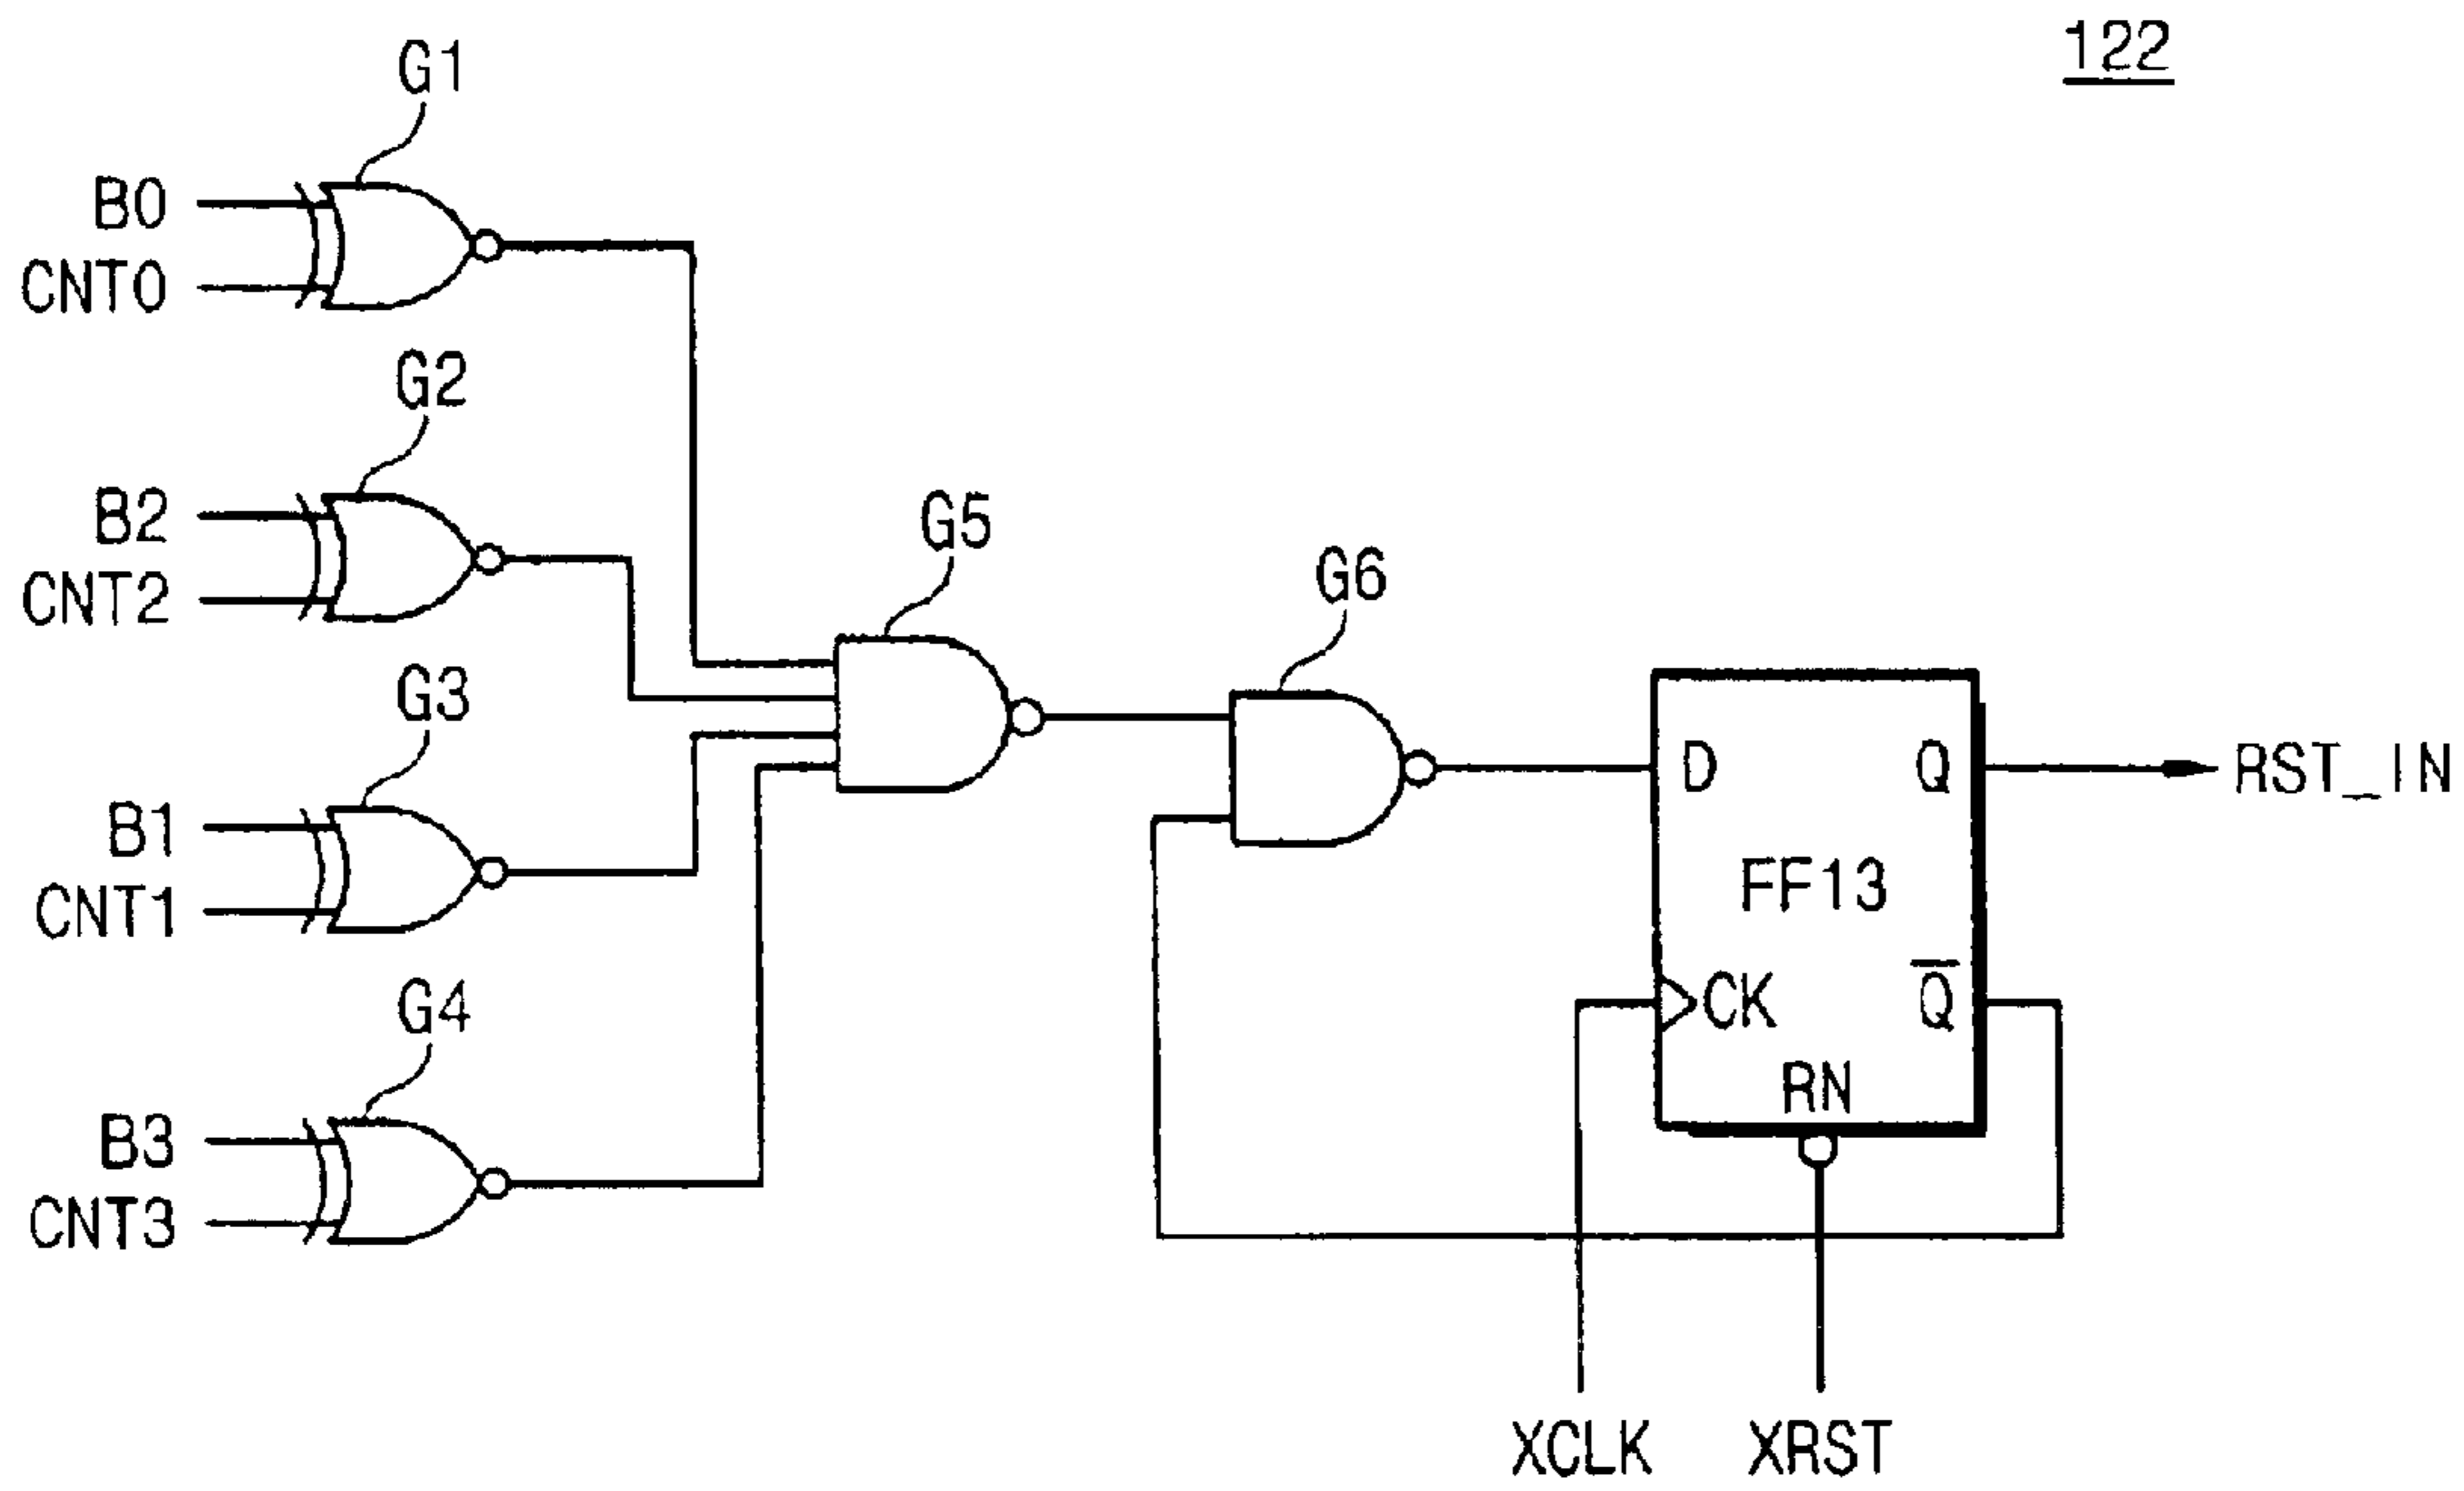 122
G1
B0
CNT0
G2
B2
CNT2
G5
G6
G3
B1
CNT1
D
Q
RST_IN
FF13
CK
Q̅
RN
G4
B3
CNT3
XCLK
XRST